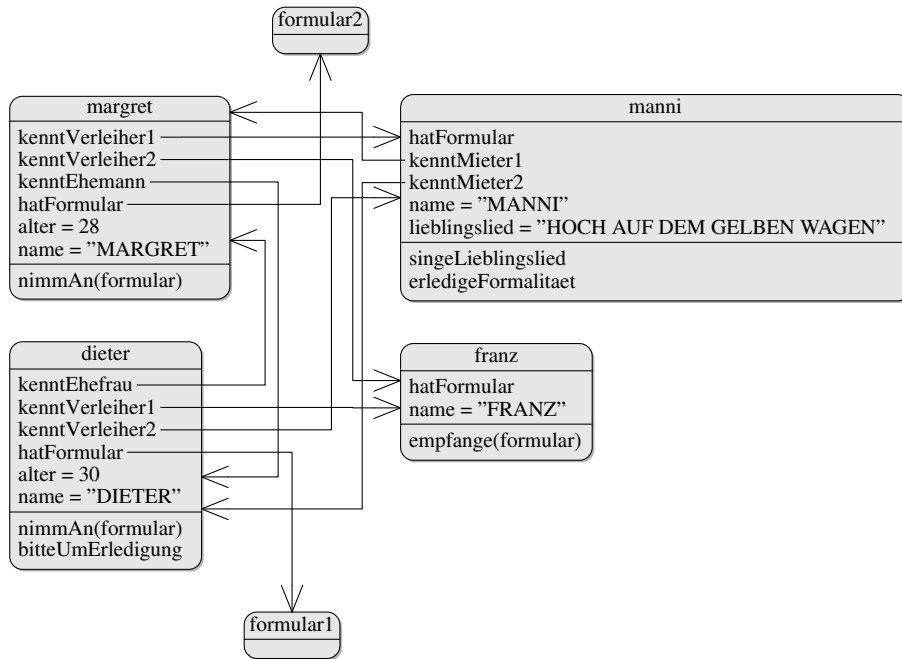 formular2
margret
kenntVerleiher1
kenntVerleiher2
kenntEhemann
hatFormular
alter = 28
name = ”MARGRET”
nimmAn(formular)
manni
hatFormular
kenntMieter1
kenntMieter2
name = ”MANNI”
lieblingslied = ”HOCH AUF DEM GELBEN WAGEN”
singeLieblingslied
erledigeFormalitaet
dieter
kenntEhefrau
kenntVerleiher1
kenntVerleiher2
hatFormular
alter = 30
name = ”DIETER”
nimmAn(formular)
bitteUmErledigung
franz
hatFormular
name = ”FRANZ”
empfange(formular)
formular1